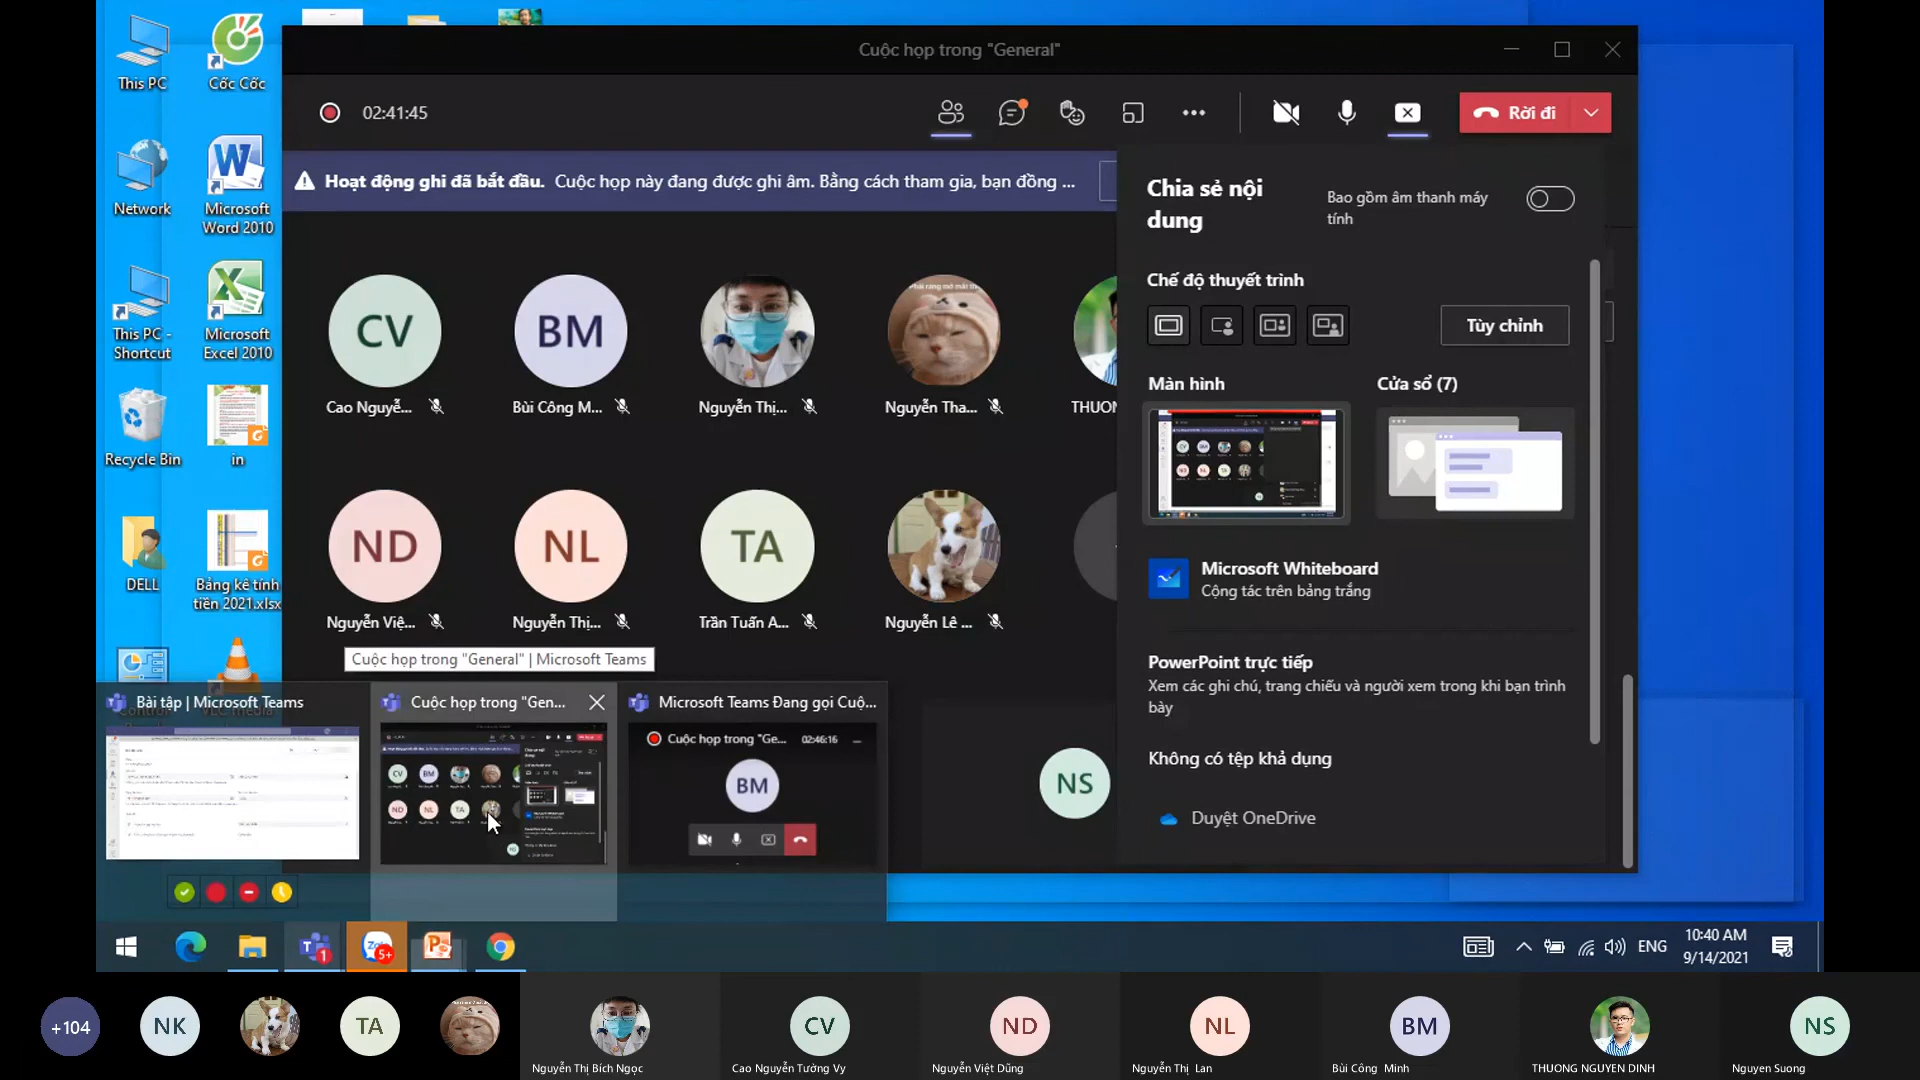 This PC
Cốc Cốc
Network
Microsoft
Word 2010
This PC -
Shortcut
Microsoft
Excel 2010
Recycle Bin
in
DELL
Bảng kê tính
tiền 2021.xlsx
Cuộc họp trong "General"
02:41:45
Rời đi
Hoạt động ghi đã bắt đầu. Cuộc họp này đang được ghi âm. Bằng cách tham gia, bạn đồng ...
CV
BM
Cao Nguyễ...
Bùi Công M...
Nguyễn Thị...
Nguyễn Tha...
THUON
ND
NL
TA
Nguyễn Việ...
Nguyễn Thị...
Trần Tuấn A...
Nguyễn Lê ...
NS
Chia sẻ nội
dung
Bao gồm âm thanh máy
tính
Chế độ thuyết trình
Tùy chỉnh
Màn hình
Cửa sổ (7)
Microsoft Whiteboard
Cộng tác trên bảng trắng
PowerPoint trực tiếp
Xem các ghi chú, trang chiếu và người xem trong khi bạn trình
bày
Không có tệp khả dụng
Duyệt OneDrive
Cuộc họp trong "General" | Microsoft Teams
Bài tập | Microsoft Teams
Cuộc họp trong "Gen...
Microsoft Teams Đang gọi Cuộ...
Cuộc họp trong "Ge...
02:46:16
BM
1
Zalo
5+
ENG
10:40 AM
9/14/2021
+104
NK
TA
CV
ND
NL
BM
NS
Nguyễn Thị Bích Ngọc
Cao Nguyễn Tường Vy
Nguyễn Việt Dũng
Nguyễn Thị Lan
Bùi Công Minh
THUONG NGUYEN DINH
Nguyen Suong